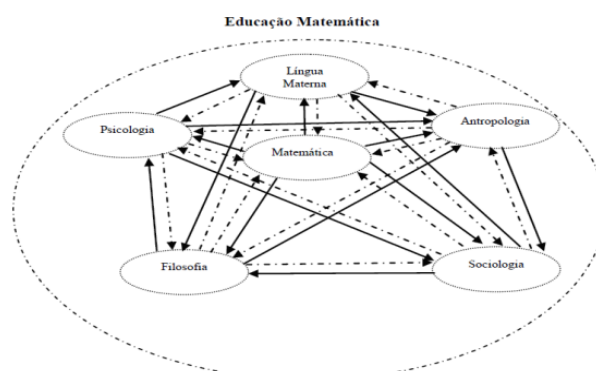 Educação Matemática
Língua
Materna
Psicologia
Antropologia
Matemática
Filosofia
Sociologia